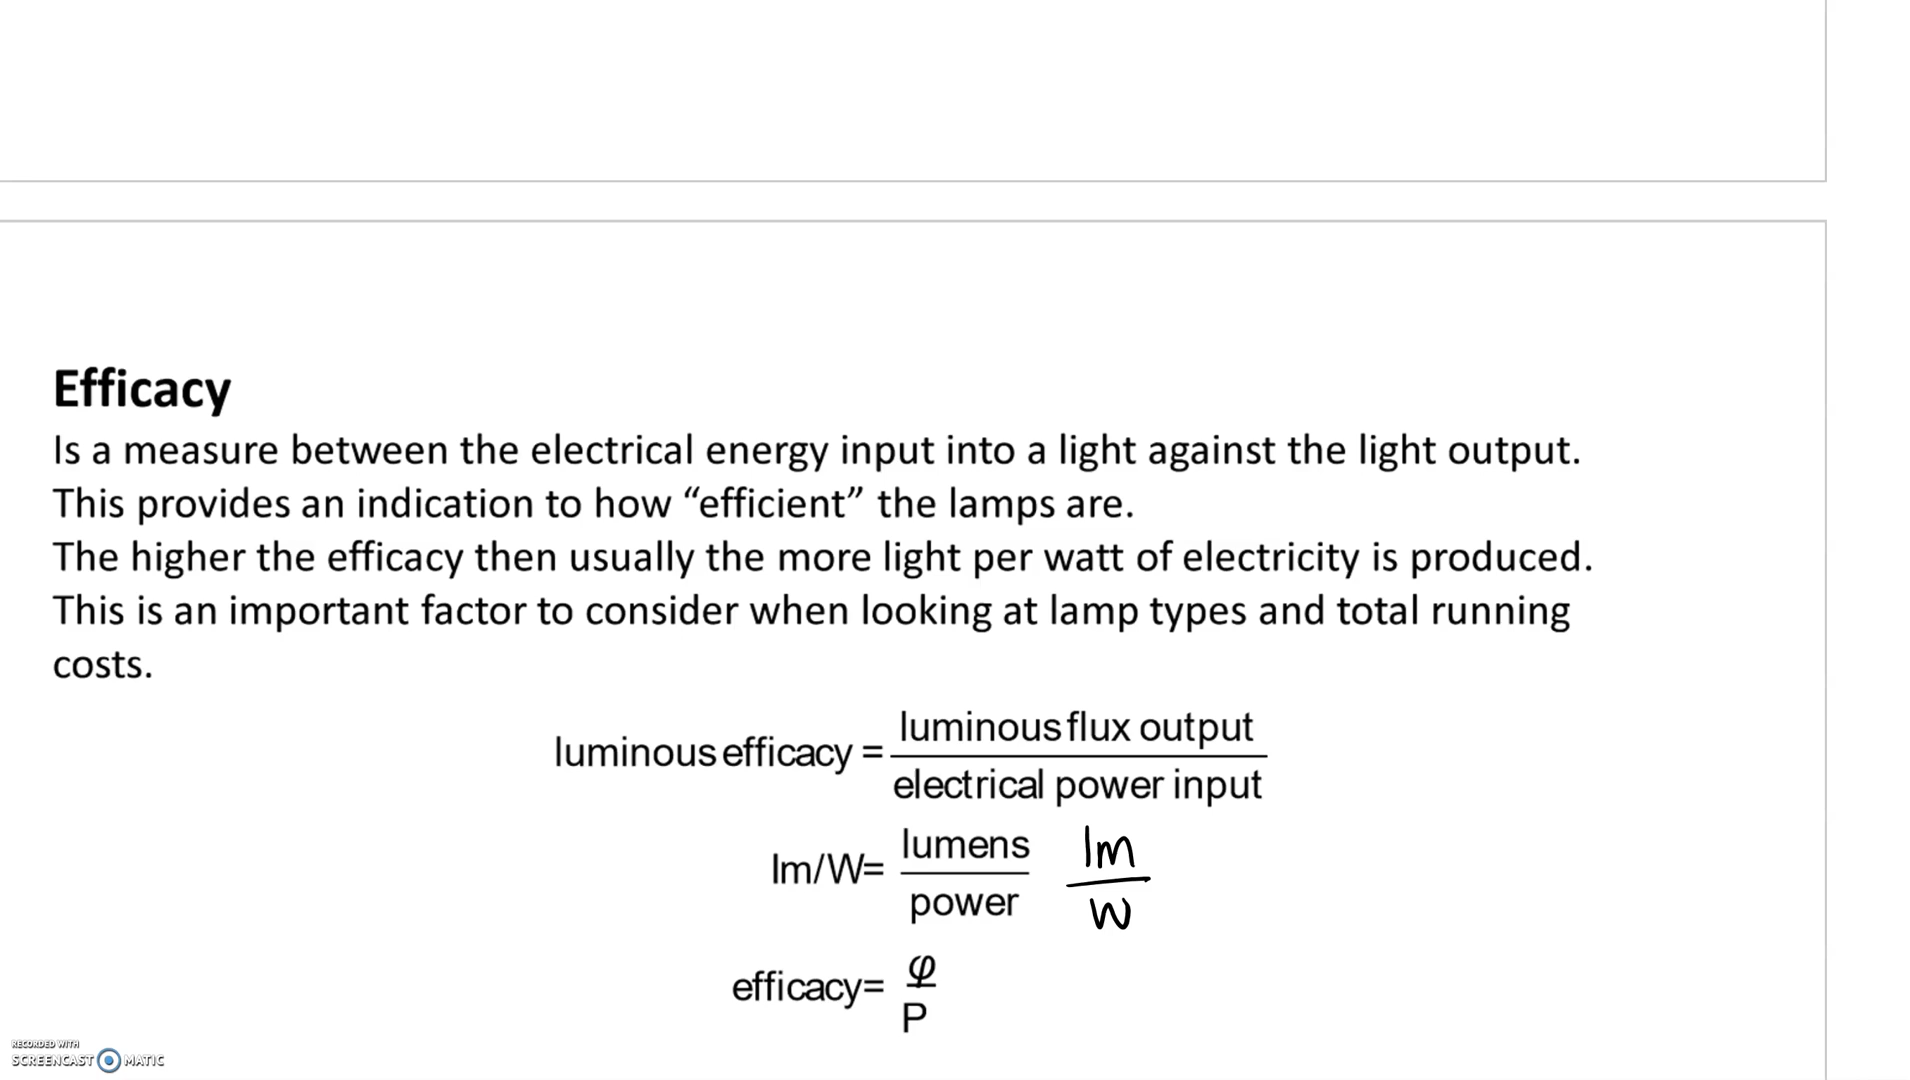 Efficacy
Is a measure between the electrical energy input into a light against the light output.
This provides an indication to how “efficient” the lamps are.
The higher the efficacy then usually the more light per watt of electricity is produced.
This is an important factor to consider when looking at lamp types and total running
costs.
luminous efficacy = luminous flux output
electrical power input
lm/W= lumens
power
lm
W
efficacy= φ
P
RECORDED WITH
SCREENCAST MATIC